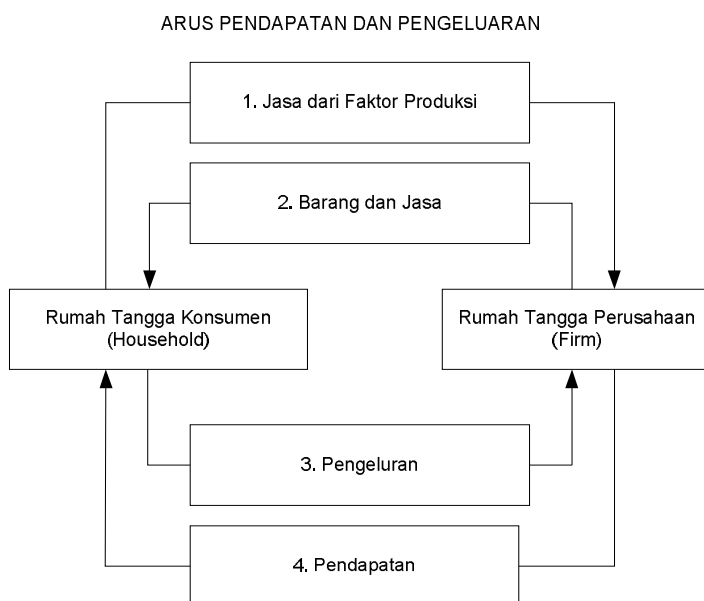 ARUS PENDAPATAN DAN PENGELUARAN
1. Jasa dari Faktor Produksi
2. Barang dan Jasa
Rumah Tangga Konsumen
(Household)
Rumah Tangga Perusahaan
(Firm)
3. Pengeluran
4. Pendapatan